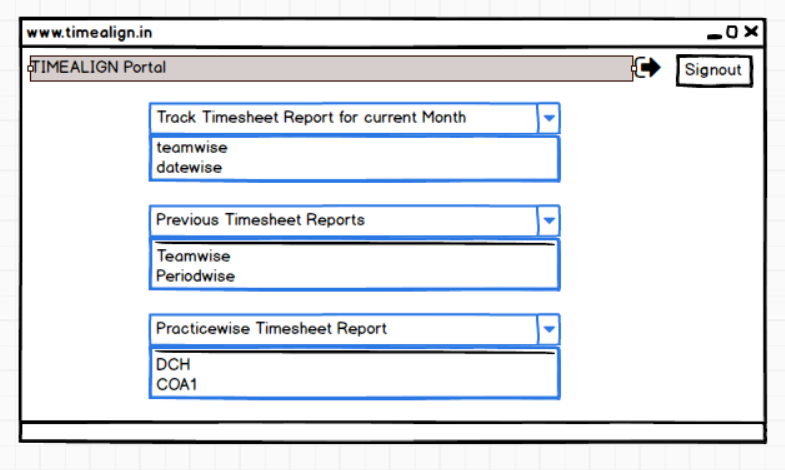 www.timealign.in
TIMEALIGN Portal
Signout
Track Timesheet Report for current Month
teamwise
datewise
Previous Timesheet Reports
Teamwise
Periodwise
Practicewise Timesheet Report
DCH
COA1